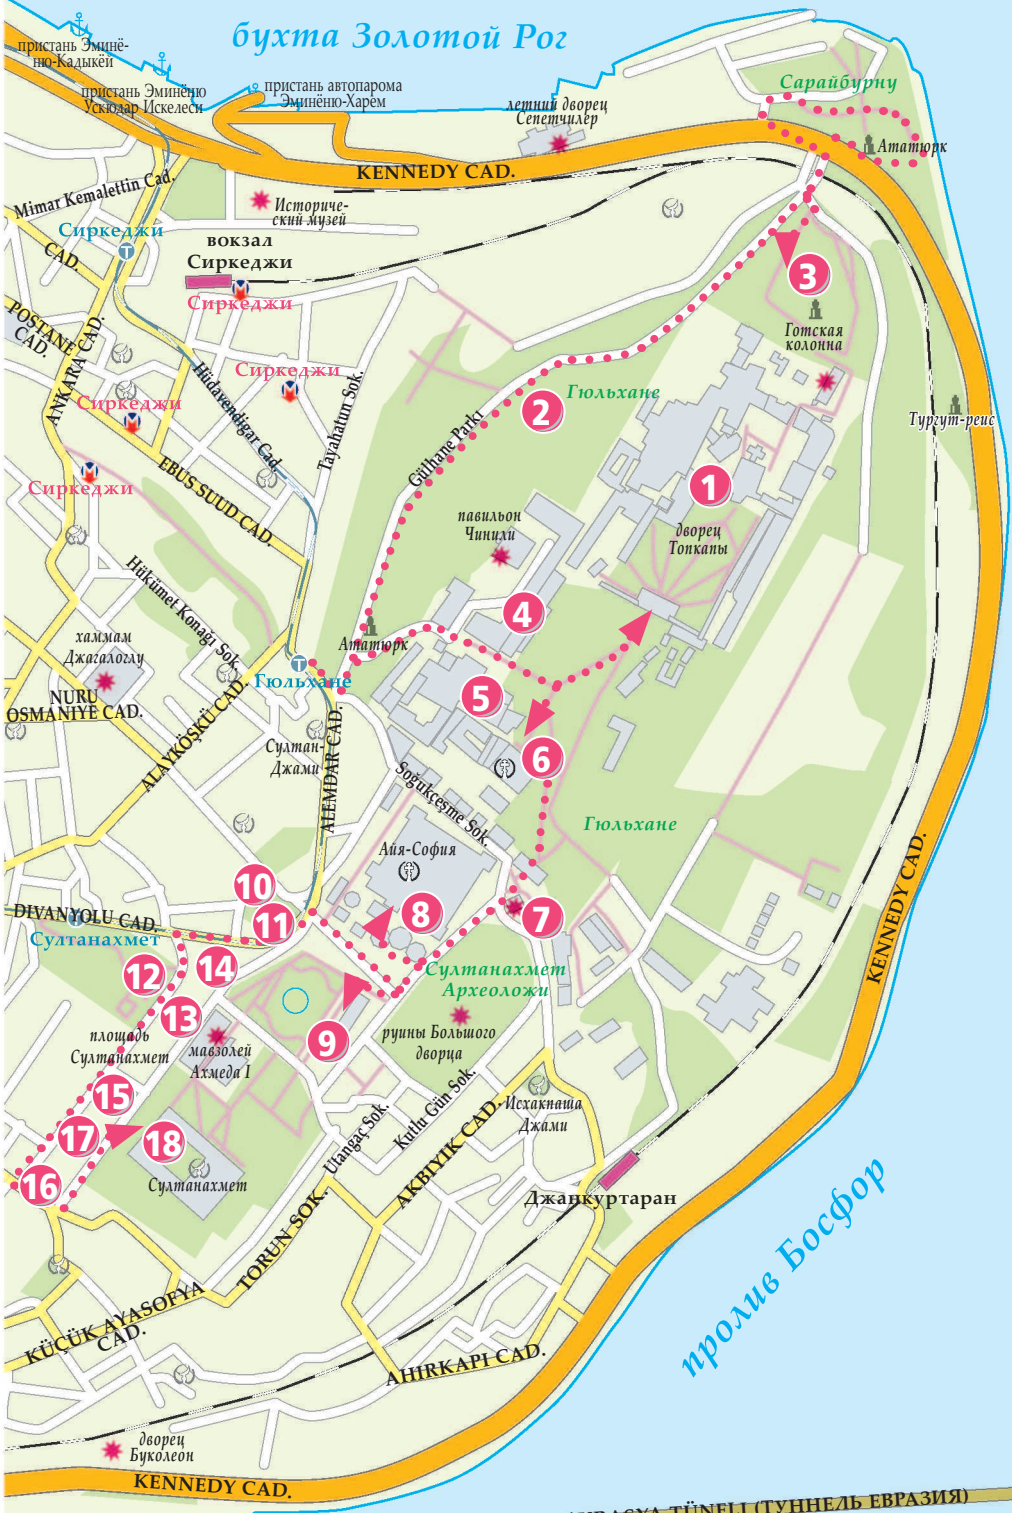 бухта Золотой Рог
пристань Эминё-
ню-Кадыкёй
пристань Эминёню
Ускюдар Искелеси
пристань автопарома
Эминёню-Харем
летний дворец
Сепетчилер
Сарайбурну
Ататюрк
KENNEDY CAD.
Mimar Kemalettin Cad.
Историче-
ский музей
Сиркеджи
T
вокзал
Сиркеджи
Сиркеджи
CAD.
3
Готская
колонна
POSTANE
CAD.
ANKARA CAD.
Сиркеджи
Сиркеджи
Hüdavendigar Cad.
Tayahatun Sok.
Гюльхане
2
Gülhane Parkı
Тургут-реис
Сиркеджи
EBUS SUUD CAD.
1
павильон
Чинили
дворец
Топкапы
Hükümet Konağı Sok.
4
хаммам
Джагалоглу
Ататюрк
T
Гюльхане
NURU
OSMANIYE CAD.
5
ALAYKÖŞKÜ CAD.
Султан-
Джами
ALEMDAR CAD.
6
Soğukçeşme Sok.
Гюльхане
Айя-София
KENNEDY CAD.
10
8
7
DIVANYOLU CAD.
11
Султанахмет
12
14
Султанахмет
Археоложи
13
площадь
Султанахмет
мавзолей
Ахмеда I
9
руины Большого
дворца
15
Utangaç Sok.
Kutlu Gün Sok.
AKBIYIK CAD.
Исхакпаша
Джами
17
18
16
Султанахмет
Джанкуртаран
TORUN SOK.
пролив Босфор
KÜÇÜK AYASOFYA
CAD.
AHIRKAPI CAD.
дворец
Буколеон
KENNEDY CAD.
TÜNELI (ТУННЕЛЬ ЕВРАЗИЯ)